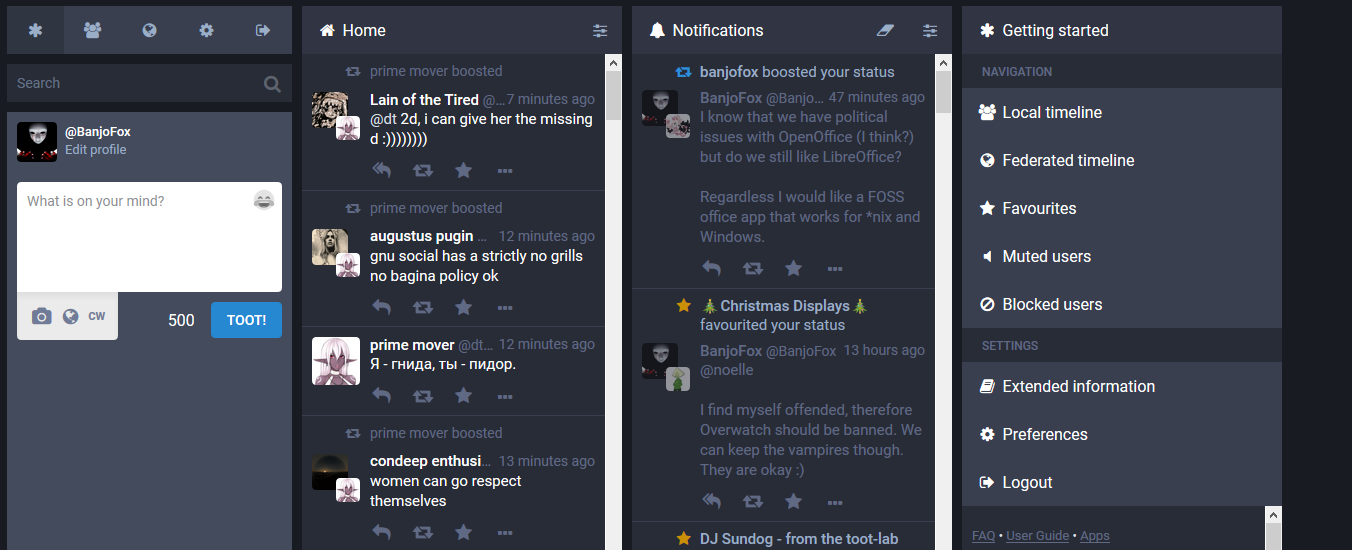 Search
@BanjoFox
Edit profile
What is on your mind?
CW
500
TOOT!
Home
prime mover boosted
Lain of the Tired @…7 minutes ago
@dt 2d, i can give her the missing
d :))))))))
prime mover boosted
augustus pugin … 12 minutes ago
gnu social has a strictly no grills
no bagina policy ok
prime mover @dt… 12 minutes ago
Я - гнида, ты - пидор.
prime mover boosted
condeep enthusi… 13 minutes ago
women can go respect
themselves
Notifications
banjofox boosted your status
BanjoFox @Banjo… 47 minutes ago
I know that we have political
issues with OpenOffice (I think?)
but do we still like LibreOffice?
Regardless I would like a FOSS
office app that works for *nix and
Windows.
🎄Christmas Displays🎄
favourited your status
BanjoFox @BanjoFox 13 hours ago
@noelle
I find myself offended, therefore
Overwatch should be banned. We
can keep the vampires though.
They are okay :)
DJ Sundog - from the toot-lab
Getting started
NAVIGATION
Local timeline
Federated timeline
Favourites
Muted users
Blocked users
SETTINGS
Extended information
Preferences
Logout
FAQ • User Guide • Apps